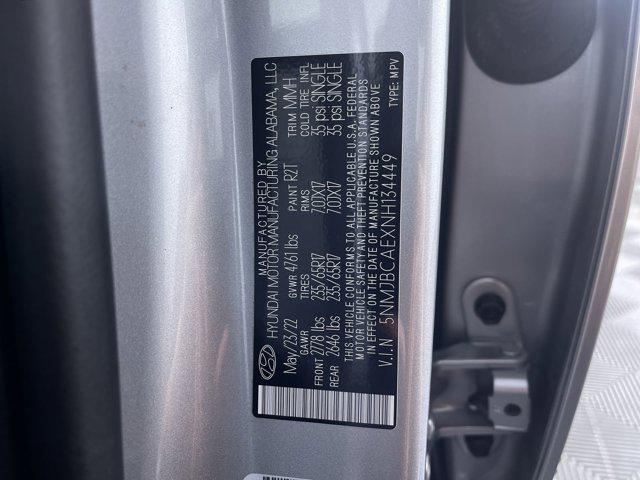 MANUFACTURED BY
HYUNDAI MOTOR MANUFACTURING ALABAMA, LLC
May/23/22 GVWR 4761 lbs PAINT R2T TRIM MMH
GAWR TIRES RIMS COLD TIRE INFL
FRONT 2778 lbs 235/65R17 7.0JX17 35 psi SINGLE
REAR 2646 lbs 235/65R17 7.0JX17 35 psi SINGLE
THIS VEHICLE CONFORMS TO ALL APPLICABLE U.S.A. FEDERAL
MOTOR VEHICLE SAFETY AND THEFT PREVENTION STANDARDS
IN EFFECT ON THE DATE OF MANUFACTURE SHOWN ABOVE
V.I.N 5NMJBCAEXNH134449 TYPE: MPV